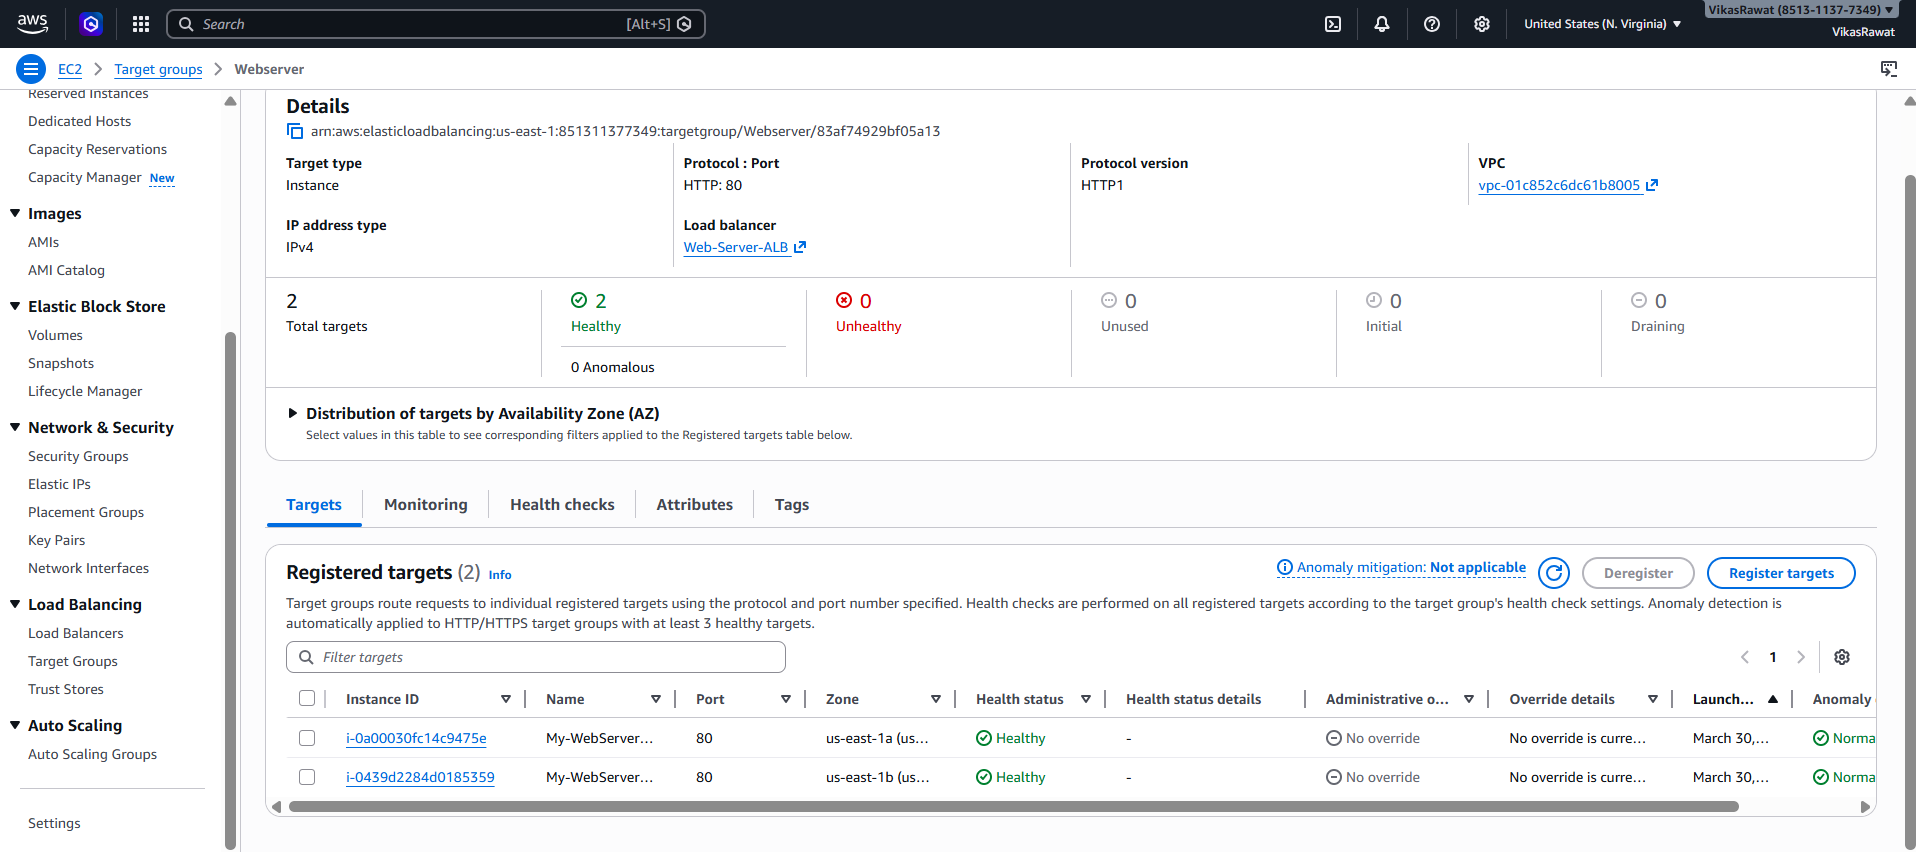 aws
Search [Alt+S]
United States (N. Virginia)
VikasRawat (8513-1137-7349)
VikasRawat
EC2 Target groups Webserver
Reserved Instances
Dedicated Hosts
Capacity Reservations
Capacity Manager New
Images
AMIs
AMI Catalog
Elastic Block Store
Volumes
Snapshots
Lifecycle Manager
Network & Security
Security Groups
Elastic IPs
Placement Groups
Key Pairs
Network Interfaces
Load Balancing
Load Balancers
Target Groups
Trust Stores
Auto Scaling
Auto Scaling Groups
Settings
Details
arn:aws:elasticloadbalancing:us-east-1:851311377349:targetgroup/Webserver/83af74929bf05a13
Target type Protocol : Port Protocol version VPC
Instance HTTP: 80 HTTP1 vpc-01c852c6dc61b8005
IP address type Load balancer
IPv4 Web-Server-ALB
2 2 0 0 0 0
Total targets Healthy Unhealthy Unused Initial Draining
0 Anomalous
Distribution of targets by Availability Zone (AZ)
Select values in this table to see corresponding filters applied to the Registered targets table below.
Targets Monitoring Health checks Attributes Tags
Registered targets (2) Info Anomaly mitigation: Not applicable Deregister Register targets
Target groups route requests to individual registered targets using the protocol and port number specified. Health checks are performed on all registered targets according to the target group's health check settings. Anomaly detection is
automatically applied to HTTP/HTTPS target groups with at least 3 healthy targets.
Filter targets 1
Instance ID Name Port Zone Health status Health status details Administrative o... Override details Launch... Anomaly
i-0a00030fc14c9475e My-WebServer... 80 us-east-1a (us... Healthy - No override No override is curre... March 30,... Norma
i-0439d2284d0185359 My-WebServer... 80 us-east-1b (us... Healthy - No override No override is curre... March 30,... Norma